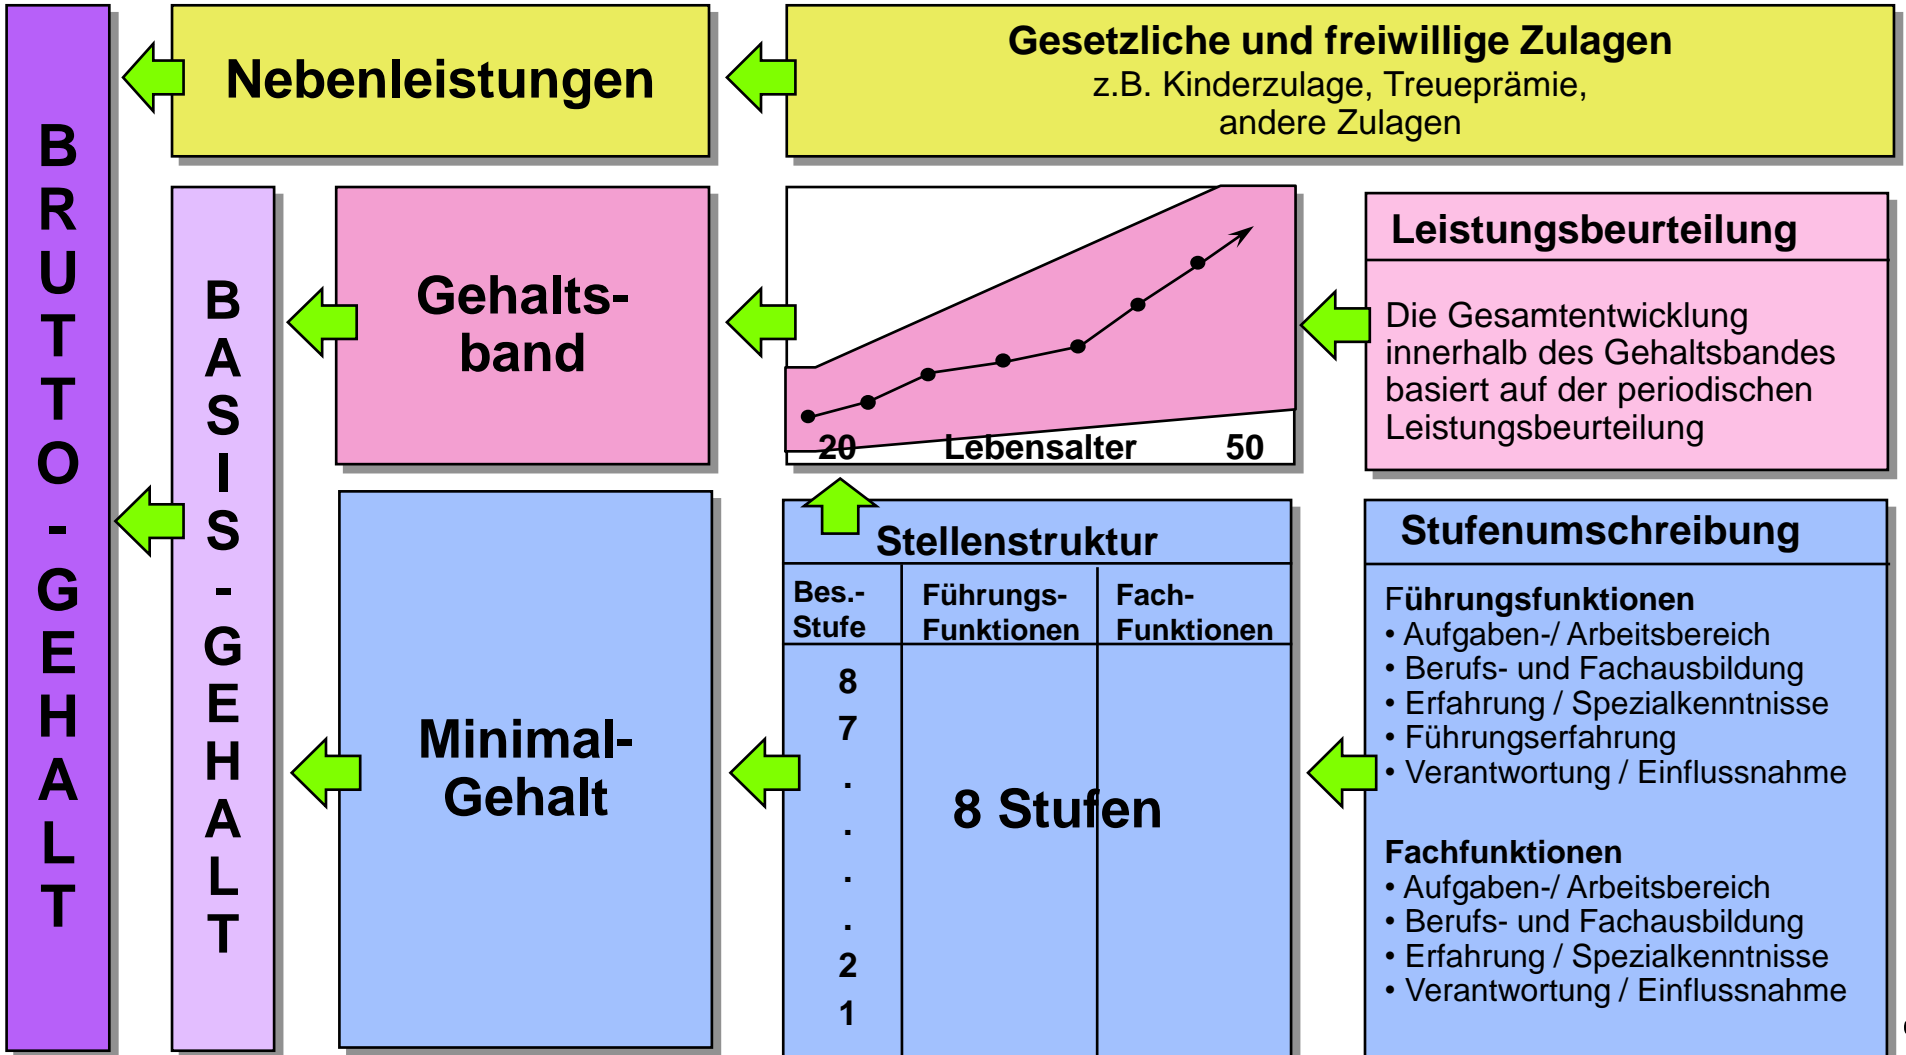 BRUTTO-GEHALT
Nebenleistungen
Gesetzliche und freiwillige Zulagen
z.B. Kinderzulage, Treueprämie,
andere Zulagen
BASIS-GEHALT
Gehalts-
band
20 Lebensalter 50
Leistungsbeurteilung
Die Gesamtentwicklung
innerhalb des Gehaltsbandes
basiert auf der periodischen
Leistungsbeurteilung
Minimal-
Gehalt
Stellenstruktur
Bes.-
Stufe
Führungs-
Funktionen
Fach-
Funktionen
8
7
.
.
.
.
2
1
8 Stufen
Stufenumschreibung
Führungsfunktionen
• Aufgaben-/ Arbeitsbereich
• Berufs- und Fachausbildung
• Erfahrung / Spezialkenntnisse
• Führungserfahrung
• Verantwortung / Einflussnahme
Fachfunktionen
• Aufgaben-/ Arbeitsbereich
• Berufs- und Fachausbildung
• Erfahrung / Spezialkenntnisse
• Verantwortung / Einflussnahme